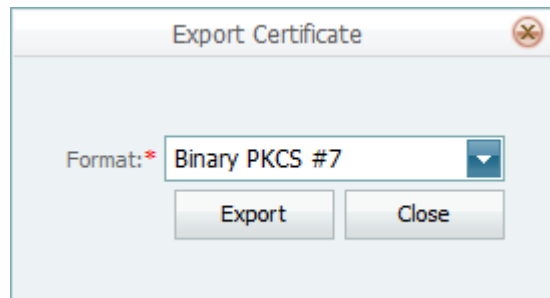 Export Certificate
Format:* Binary PKCS #7
Export Close